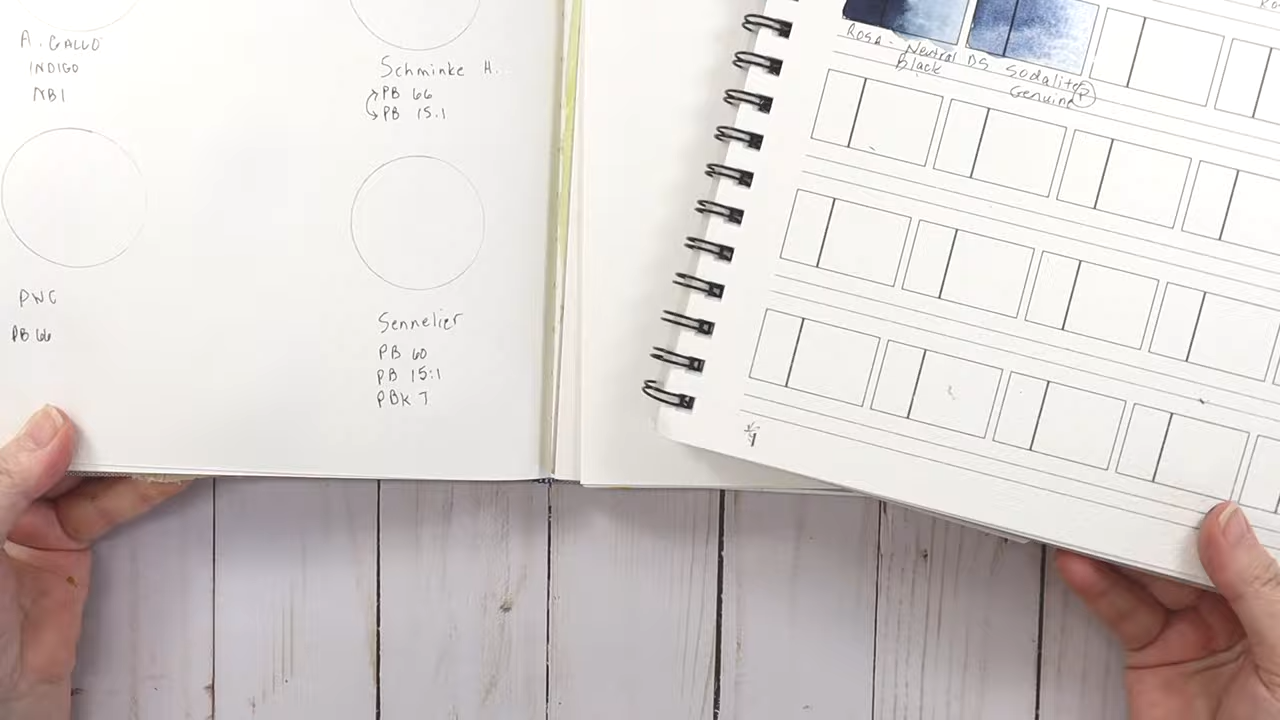 A. GALLO
INDIGO
NB1
PWC
PB 66
Schminke H...
PB 66
PB 15.1
Sennelier
PB 60
PB 15:1
PBK 7
ROSA - Neutral
Black
DS Sodalite
Genuine P